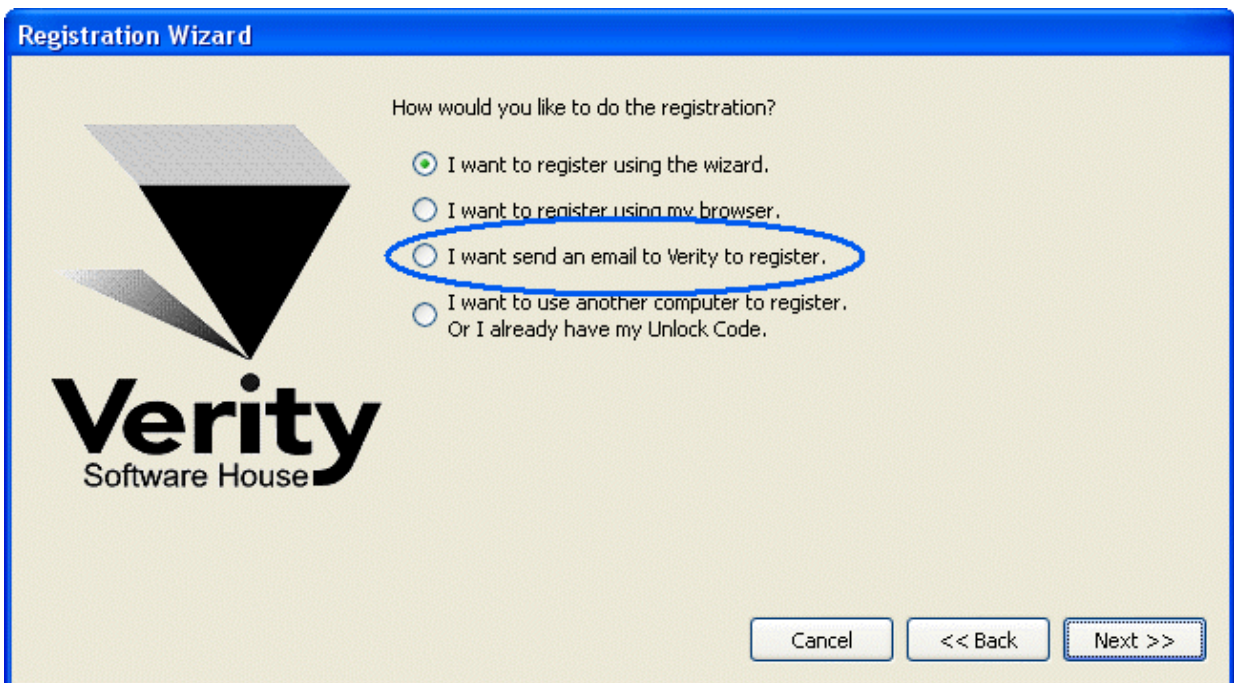 Registration Wizard
How would you like to do the registration?
I want to register using the wizard.
I want to register using my browser.
I want send an email to Verity to register.
I want to use another computer to register.
Or I already have my Unlock Code.
Verity
Software House
Cancel
<< Back
Next >>